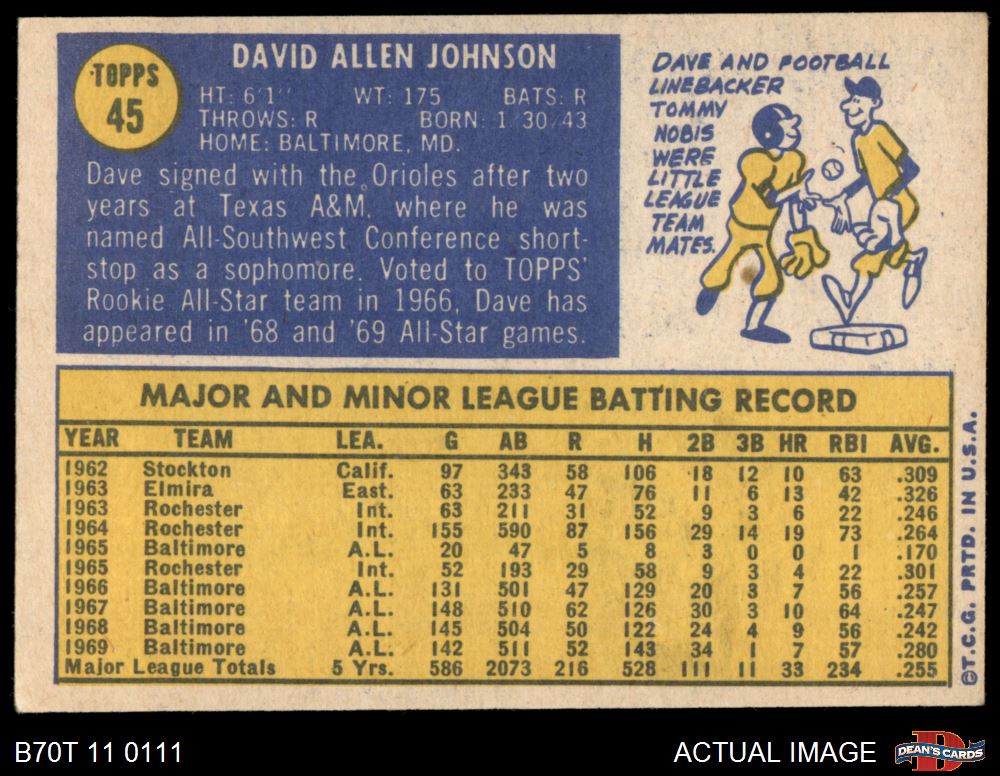 TOPPS
45
DAVID ALLEN JOHNSON
HT: 6'1" WT: 175 BATS: R
THROWS: R BORN: 1 30 43
HOME: BALTIMORE, MD.
Dave signed with the Orioles after two
years at Texas A&M, where he was
named All-Southwest Conference short-
stop as a sophomore. Voted to TOPPS'
Rookie All-Star team in 1966, Dave has
appeared in '68 and '69 All-Star games.
DAVE AND FOOTBALL
LINEBACKER
TOMMY
NOBIS
WERE
LITTLE
LEAGUE
TEAM
MATES.
MAJOR AND MINOR LEAGUE BATTING RECORD
YEAR TEAM LEA. G AB R H 2B 3B HR RBI AVG.
1962 Stockton Calif. 97 343 58 106 18 12 10 63 .309
1963 Elmira East. 63 233 47 76 11 6 13 42 .326
1963 Rochester Int. 63 211 31 52 9 3 6 22 .246
1964 Rochester Int. 155 590 87 156 29 14 19 73 .264
1965 Baltimore A.L. 20 47 5 8 3 0 0 1 .170
1965 Rochester Int. 52 193 29 58 9 3 4 22 .301
1966 Baltimore A.L. 131 501 47 129 20 3 7 56 .257
1967 Baltimore A.L. 148 510 62 126 30 3 10 64 .247
1968 Baltimore A.L. 145 504 50 122 24 4 9 56 .242
1969 Baltimore A.L. 142 511 52 143 34 1 7 57 .280
Major League Totals 5 Yrs. 586 2073 216 528 111 11 33 234 .255
©T.C.G. PRTD. IN U.S.A.
B70T 11 0111
ACTUAL IMAGE
D
DEAN'S CARDS